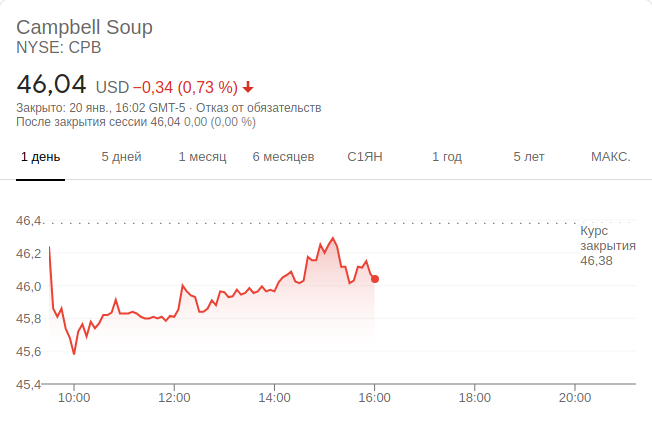 Campbell Soup
NYSE: CPB
46,04 USD −0,34 (0,73 %)
Закрыто: 20 янв., 16:02 GMT-5 · Отказ от обязательств
После закрытия сессии 46,04 0,00 (0,00 %)
1 день 5 дней 1 месяц 6 месяцев С1ЯН 1 год 5 лет МАКС.
46,4
Курс
закрытия
46,38
46,2
46,0
45,8
45,6
45,4
10:00 12:00 14:00 16:00 18:00 20:00